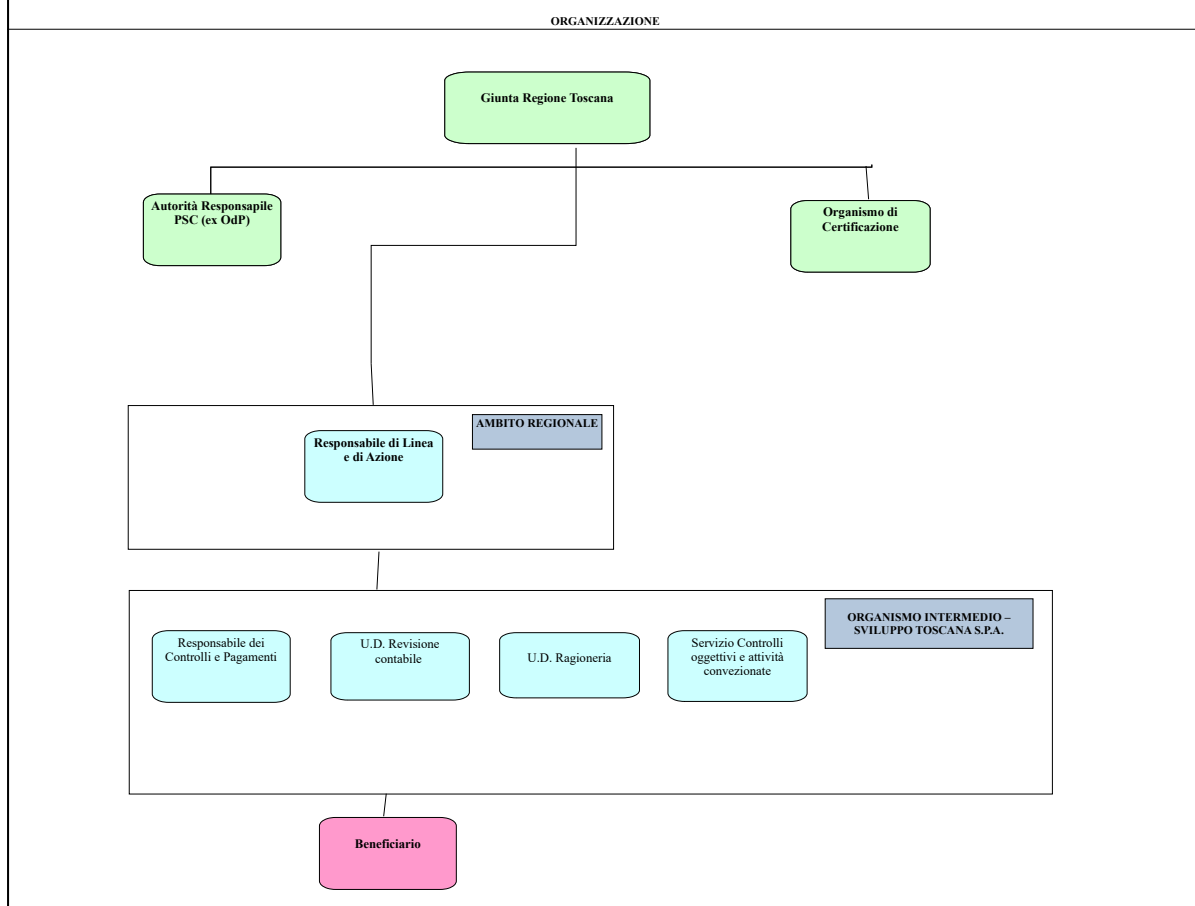 ORGANIZZAZIONE
Giunta Regione Toscana
Autorità Responsapile
PSC (ex OdP)
Organismo di
Certificazione
AMBITO REGIONALE
Responsabile di Linea
e di Azione
ORGANISMO INTERMEDIO –
SVILUPPO TOSCANA S.P.A.
Responsabile dei
Controlli e Pagamenti
U.D. Revisione
contabile
U.D. Ragioneria
Servizio Controlli
oggettivi e attività
convezionate
Beneficiario